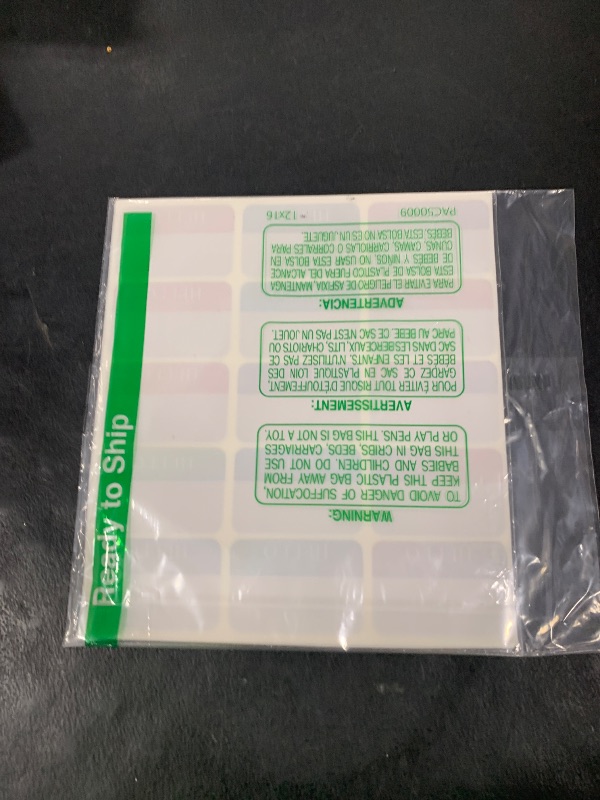 Ready to Ship
WARNING:
TO AVOID DANGER OF SUFFOCATION,
KEEP THIS PLASTIC BAG AWAY FROM
BABIES AND CHILDREN. DO NOT USE
THIS BAG IN CRIBS, BEDS, CARRIAGES
OR PLAY PENS. THIS BAG IS NOT A TOY.
AVERTISSEMENT:
POUR ÉVITER TOUT RISQUE D'ÉTOUFFEMENT,
GARDEZ CE SAC EN PLASTIQUE LOIN DES
BÉBÉS ET LES ENFANTS. N'UTILISEZ PAS CE
SAC DANS LES BERCEAUX, LITS, CHARIOTS OU
PARC AU BEBE. CE SAC N'EST PAS UN JOUET.
ADVERTENCIA:
PARA EVITAR EL PELIGRO DE ASFIXIA, MANTENGA
ESTA BOLSA DE PLASTICO FUERA DEL ALCANCE
DE BEBES Y NINOS. NO USAR ESTA BOLSA EN
CUNAS, CAMAS, CARRIOLAS O CORRALES PARA
BEBÉS. ESTA BOLSA NO ES UN JUGUETE.
PAC50009
12x16